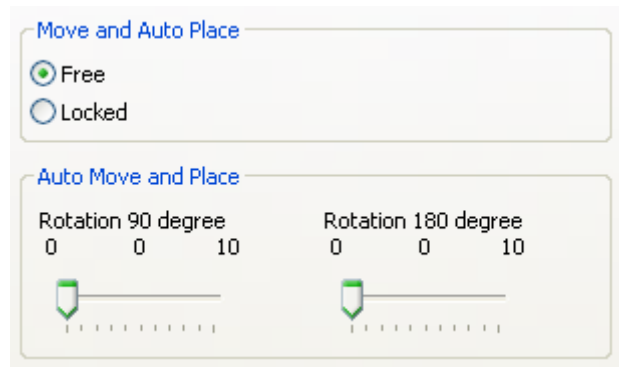 Move and Auto Place
Free
Locked
Auto Move and Place
Rotation 90 degree
0 0 10
Rotation 180 degree
0 0 10